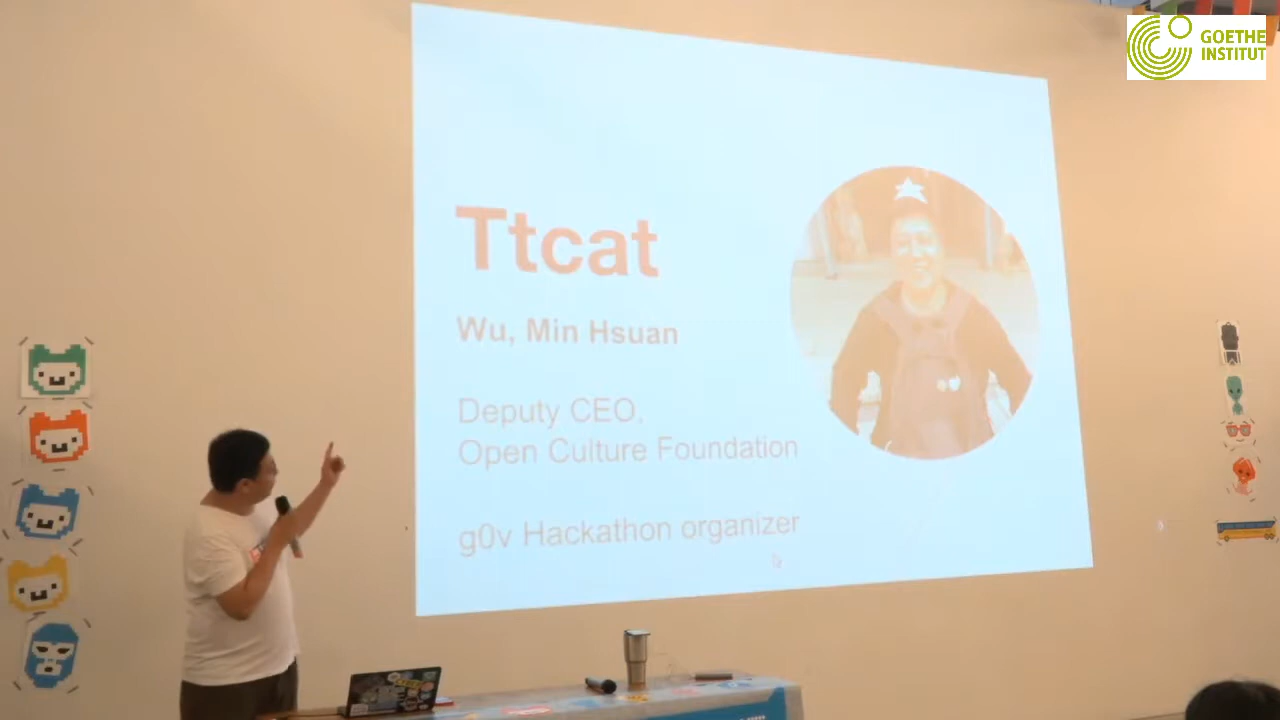 GOETHE
INSTITUT
Ttcat
Wu, Min Hsuan
Deputy CEO,
Open Culture Foundation
g0v Hackathon organizer